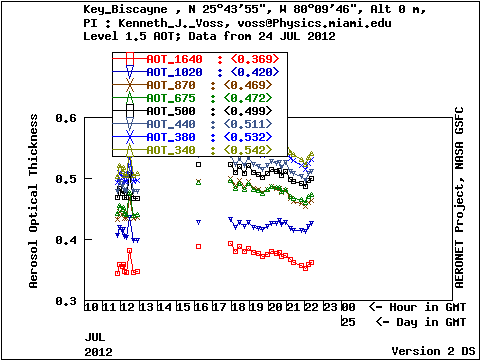 Key_Biscayne , N 25°43'55", W 80°09'46", Alt 0 m,
PI : Kenneth_J._Voss, voss@Physics.miami.edu
Level 1.5 AOT; Data from 24 JUL 2012
AOT_1640 : <0.369>
AOT_1020 : <0.420>
AOT_870 : <0.469>
AOT_675 : <0.472>
AOT_500 : <0.499>
AOT_440 : <0.511>
AOT_380 : <0.532>
AOT_340 : <0.542>
Aerosol Optical Thickness
0.6
0.5
0.4
0.3
AERONET Project, NASA GSFC
10 11 12 13 14 15 16 17 18 19 20 21 22 23 00 <- Hour in GMT
25 <- Day in GMT
JUL
2012
Version 2 DS